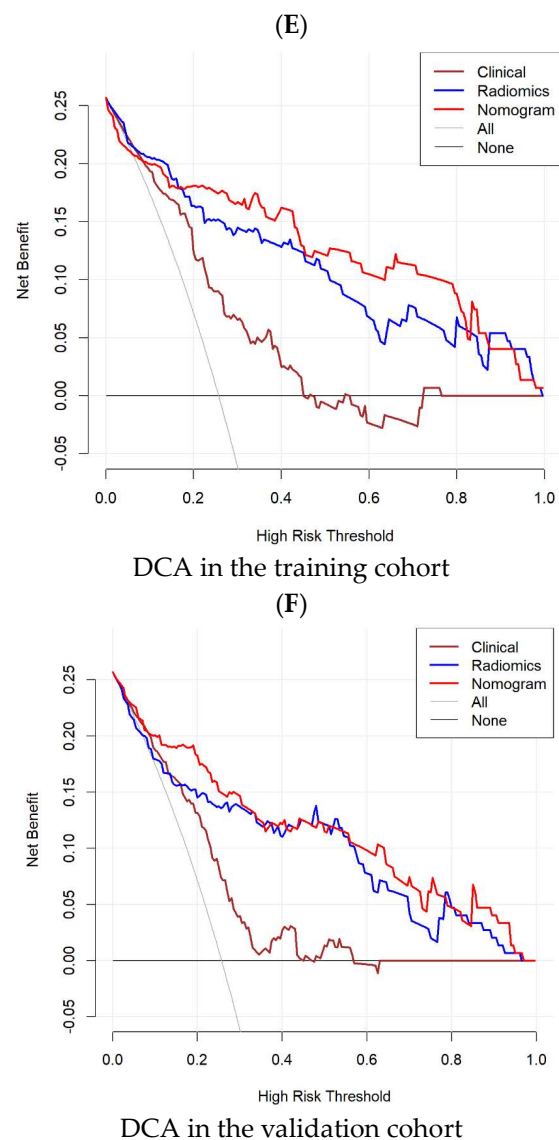 (E)
Clinical
Radiomics
Nomogram
All
None
Net Benefit
0.25
0.20
0.15
0.10
0.05
0.00
-0.05
0.0 0.2 0.4 0.6 0.8 1.0
High Risk Threshold
DCA in the training cohort
(F)
Clinical
Radiomics
Nomogram
All
None
Net Benefit
0.25
0.20
0.15
0.10
0.05
0.00
-0.05
0.0 0.2 0.4 0.6 0.8 1.0
High Risk Threshold
DCA in the validation cohort